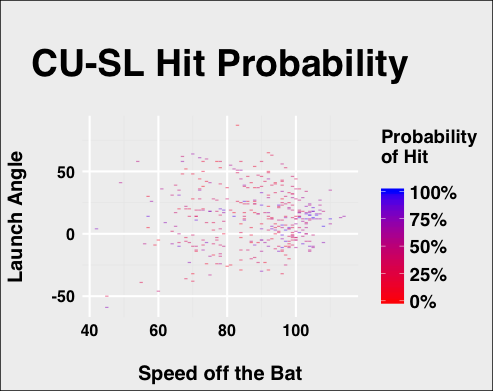 CU-SL Hit Probability
Launch Angle
50
0
-50
40
60
80
100
Speed off the Bat
Probability
of Hit
100%
75%
50%
25%
0%